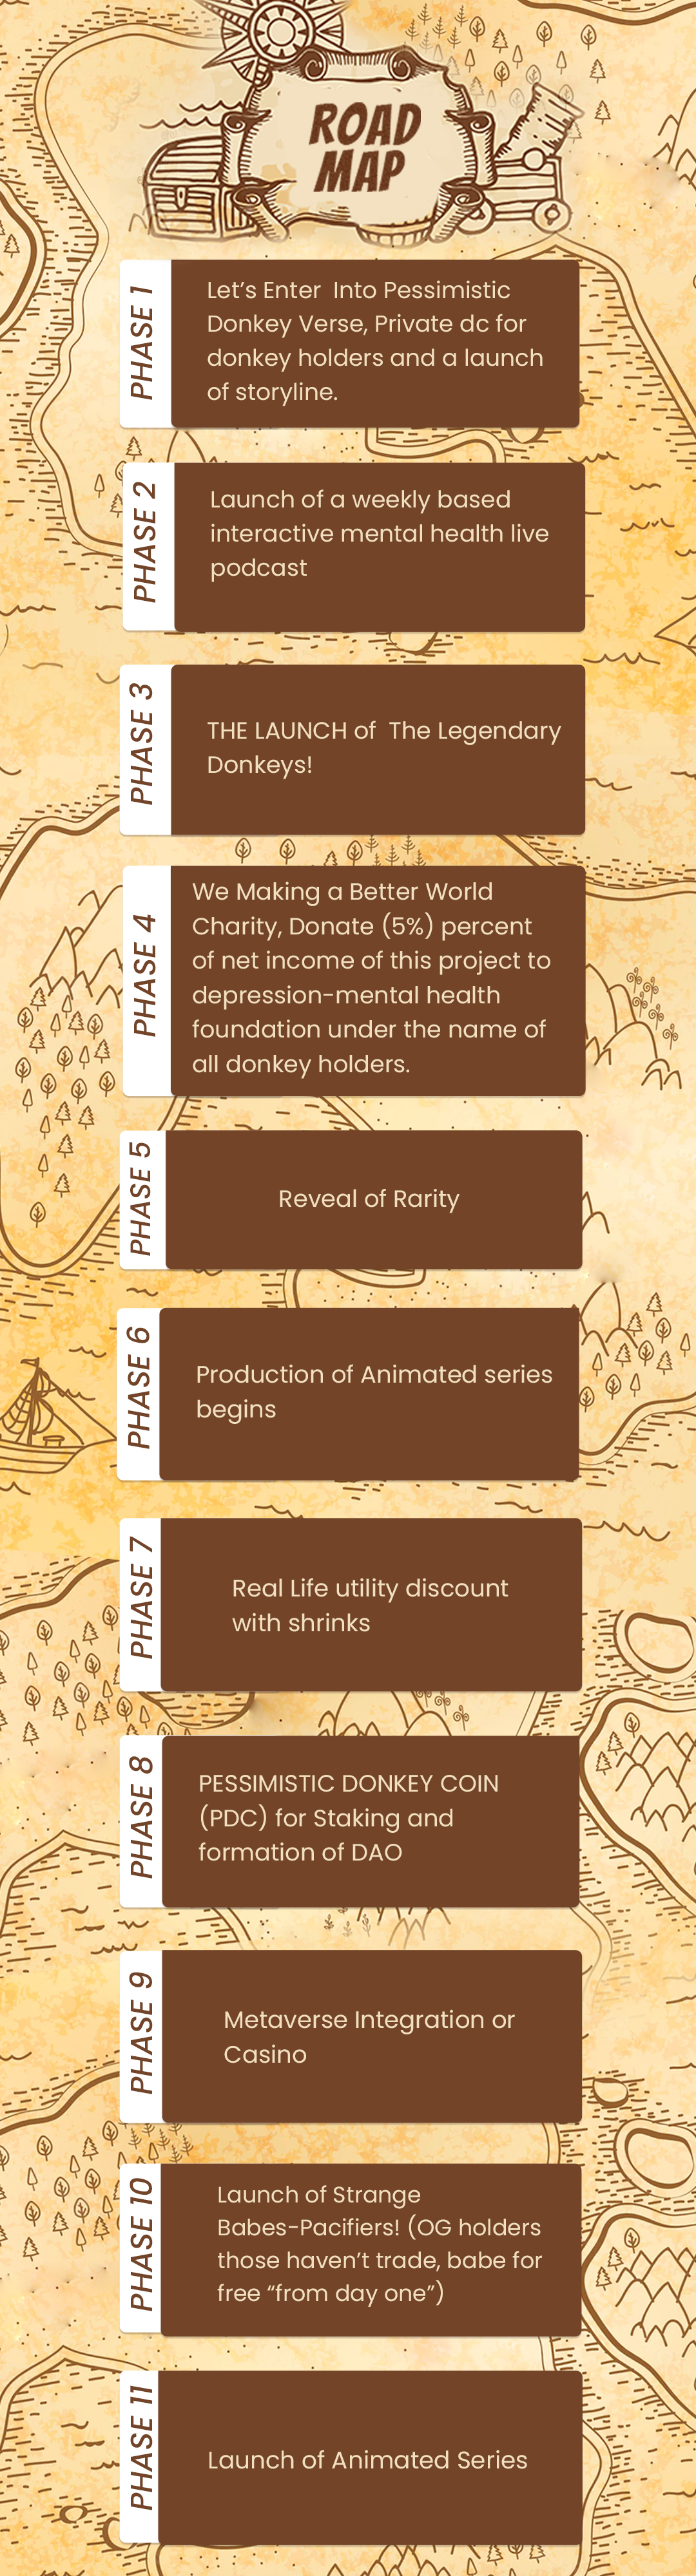 ROAD
MAP
PHASE 1
Let’s Enter  Into Pessimistic
Donkey Verse, Private dc for
donkey holders and a launch
of storyline.
PHASE 2
Launch of a weekly based
interactive mental health live
podcast
PHASE 3
THE LAUNCH of  The Legendary
Donkeys!
PHASE 4
We Making a Better World
Charity, Donate (5%) percent
of net income of this project to
depression-mental health
foundation under the name of
all donkey holders.
PHASE 5
Reveal of Rarity
PHASE 6
Production of Animated series
begins
PHASE 7
Real Life utility discount
with shrinks
PHASE 8
PESSIMISTIC DONKEY COIN
(PDC) for Staking and
formation of DAO
PHASE 9
Metaverse Integration or
Casino
PHASE 10
Launch of Strange
Babes-Pacifiers! (OG holders
those haven’t trade, babe for
free “from day one”)
PHASE 11
Launch of Animated Series